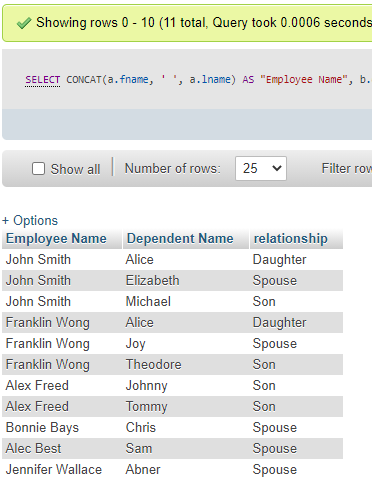 Showing rows 0 - 10 (11 total, Query took 0.0006 seconds
SELECT CONCAT(a.fname, ' ', a.lname) AS "Employee Name", b.
Show all Number of rows: 25 Filter row
+ Options
Employee Name Dependent Name relationship
John Smith Alice Daughter
John Smith Elizabeth Spouse
John Smith Michael Son
Franklin Wong Alice Daughter
Franklin Wong Joy Spouse
Franklin Wong Theodore Son
Alex Freed Johnny Son
Alex Freed Tommy Son
Bonnie Bays Chris Spouse
Alec Best Sam Spouse
Jennifer Wallace Abner Spouse